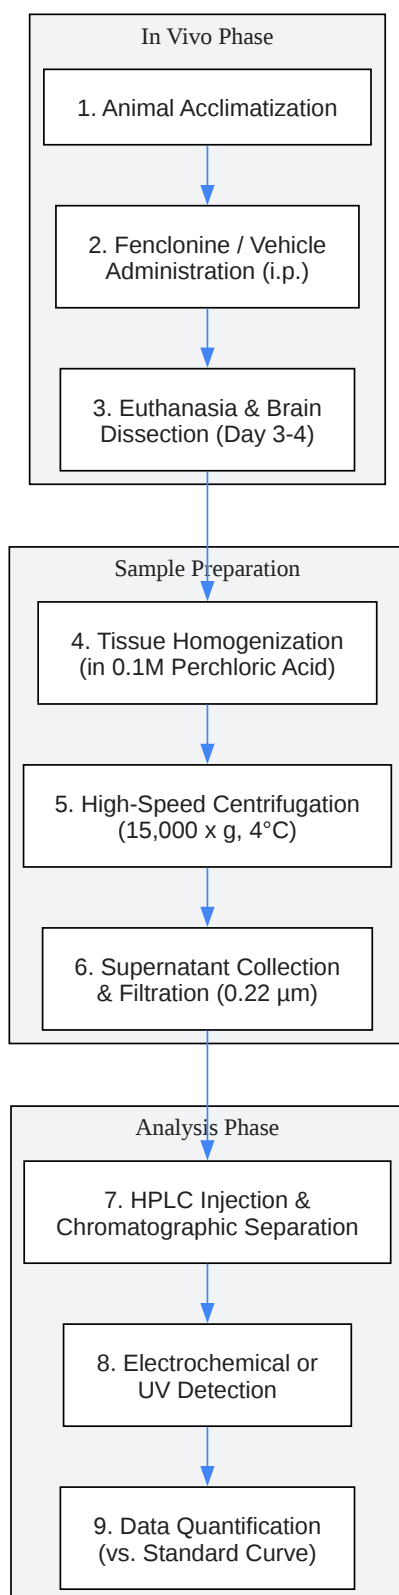 In Vivo Phase
1. Animal Acclimatization
2. Fenclonine / Vehicle
Administration (i.p.)
3. Euthanasia & Brain
Dissection (Day 3-4)
Sample Preparation
4. Tissue Homogenization
(in 0.1M Perchloric Acid)
5. High-Speed Centrifugation
(15,000 x g, 4°C)
6. Supernatant Collection
& Filtration (0.22 µm)
Analysis Phase
7. HPLC Injection &
Chromatographic Separation
8. Electrochemical or
UV Detection
9. Data Quantification
(vs. Standard Curve)